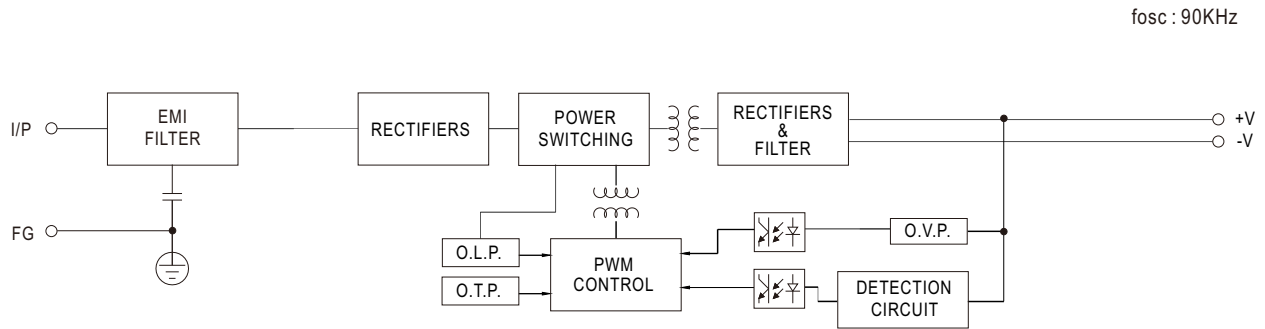 fosc : 90KHz
I/P
EMI
FILTER
RECTIFIERS
POWER
SWITCHING
RECTIFIERS
&
FILTER
+V
-V
FG
O.L.P.
O.T.P.
PWM
CONTROL
O.V.P.
DETECTION
CIRCUIT